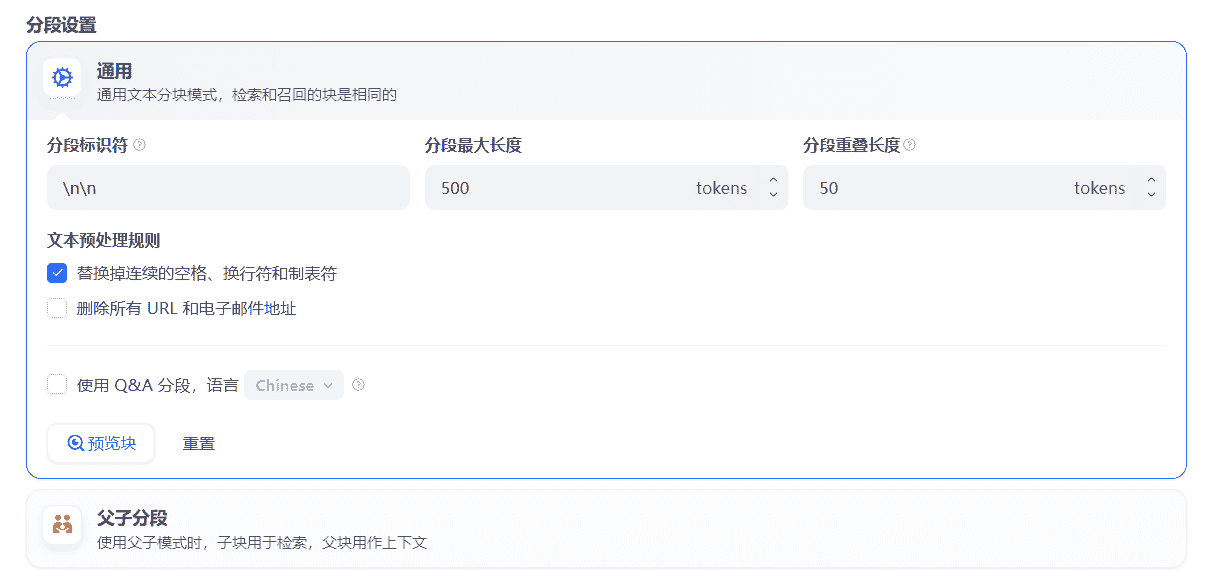 分段设置
通用
通用文本分块模式，检索和召回的块是相同的
分段标识符 分段最大长度 分段重叠长度
\n\n 500 tokens 50 tokens
文本预处理规则
替换掉连续的空格、换行符和制表符
删除所有 URL 和电子邮件地址
使用 Q&A 分段，语言 Chinese
预览块 重置
父子分段
使用父子模式时，子块用于检索，父块用作上下文